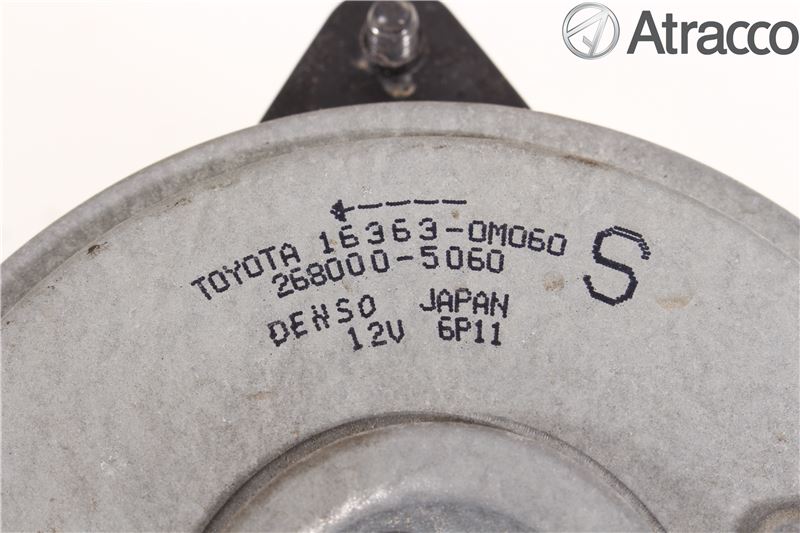 Atracco
TOYOTA 16363-0M060
268000-5060
S
DENSO JAPAN
12V 6P11